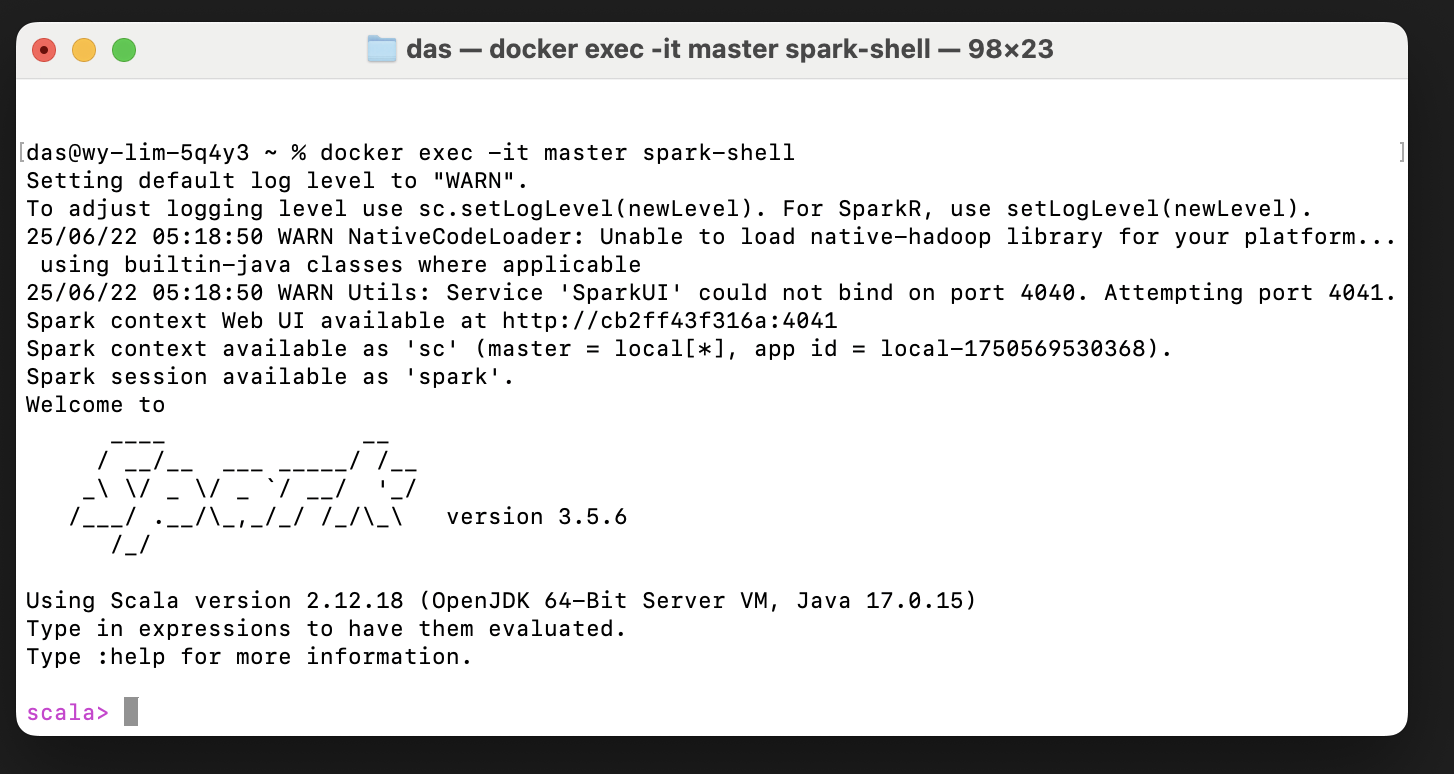 das — docker exec -it master spark-shell — 98×23
[das@wy-lim-5q4y3 ~ % docker exec -it master spark-shell ]
Setting default log level to "WARN".
To adjust logging level use sc.setLogLevel(newLevel). For SparkR, use setLogLevel(newLevel).
25/06/22 05:18:50 WARN NativeCodeLoader: Unable to load native-hadoop library for your platform...
 using builtin-java classes where applicable
25/06/22 05:18:50 WARN Utils: Service 'SparkUI' could not bind on port 4040. Attempting port 4041.
Spark context Web UI available at http://cb2ff43f316a:4041
Spark context available as 'sc' (master = local[*], app id = local-1750569530368).
Spark session available as 'spark'.
Welcome to
      ____              __
     / __/__  ___ _____/ /__
    _\ \/ _ \/ _ `/ __/  '_/
   /___/ .__/\_,_/_/ /_/\_\   version 3.5.6
      /_/
Using Scala version 2.12.18 (OpenJDK 64-Bit Server VM, Java 17.0.15)
Type in expressions to have them evaluated.
Type :help for more information.
scala>